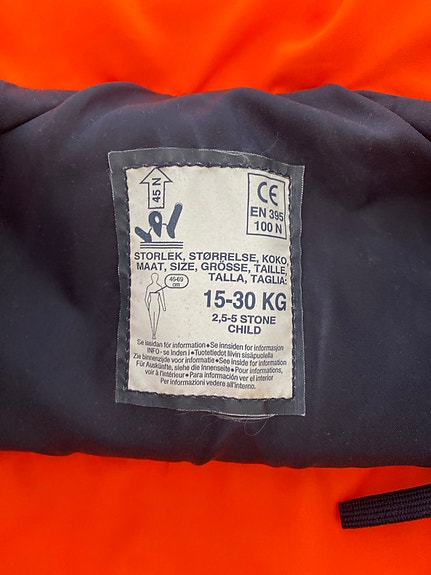 45 N
CE
EN 395
100 N
STORLEK, STØRRELSE, KOKO,
MAAT, SIZE, GRÖSSE, TAILLE,
TALLA, TAGLIA:
cm
15-30 KG
2,5-5 STONE
CHILD
Se insidan för information • Se innsiden for informasjon
INFO - se inden i • Tuotetiedot liivin sisäpuolella
Zie binnenzijde voor informatie • See inside for information
Für Auskünfte, siehe die Innenseite • Pour informations,
voir à l'intérieur • Para información ver el interior
Per informazioni vedere all'interno.